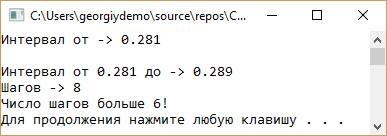 C:\Users\georgiydemo\source\repos\C...
Интервал от -> 0.281
Интервал от 0.281 до -> 0.289
Шагов -> 8
Число шагов больше 6!
Для продолжения нажмите любую клавишу . . .